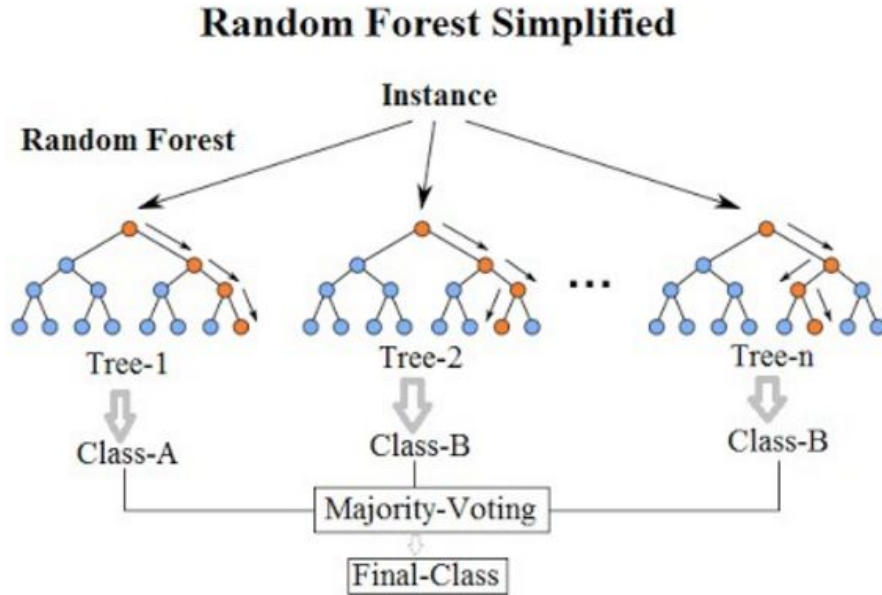 Random Forest Simplified
Instance
Random Forest
...
Tree-1
Tree-2
Tree-n
Class-A
Class-B
Class-B
Majority-Voting
Final-Class